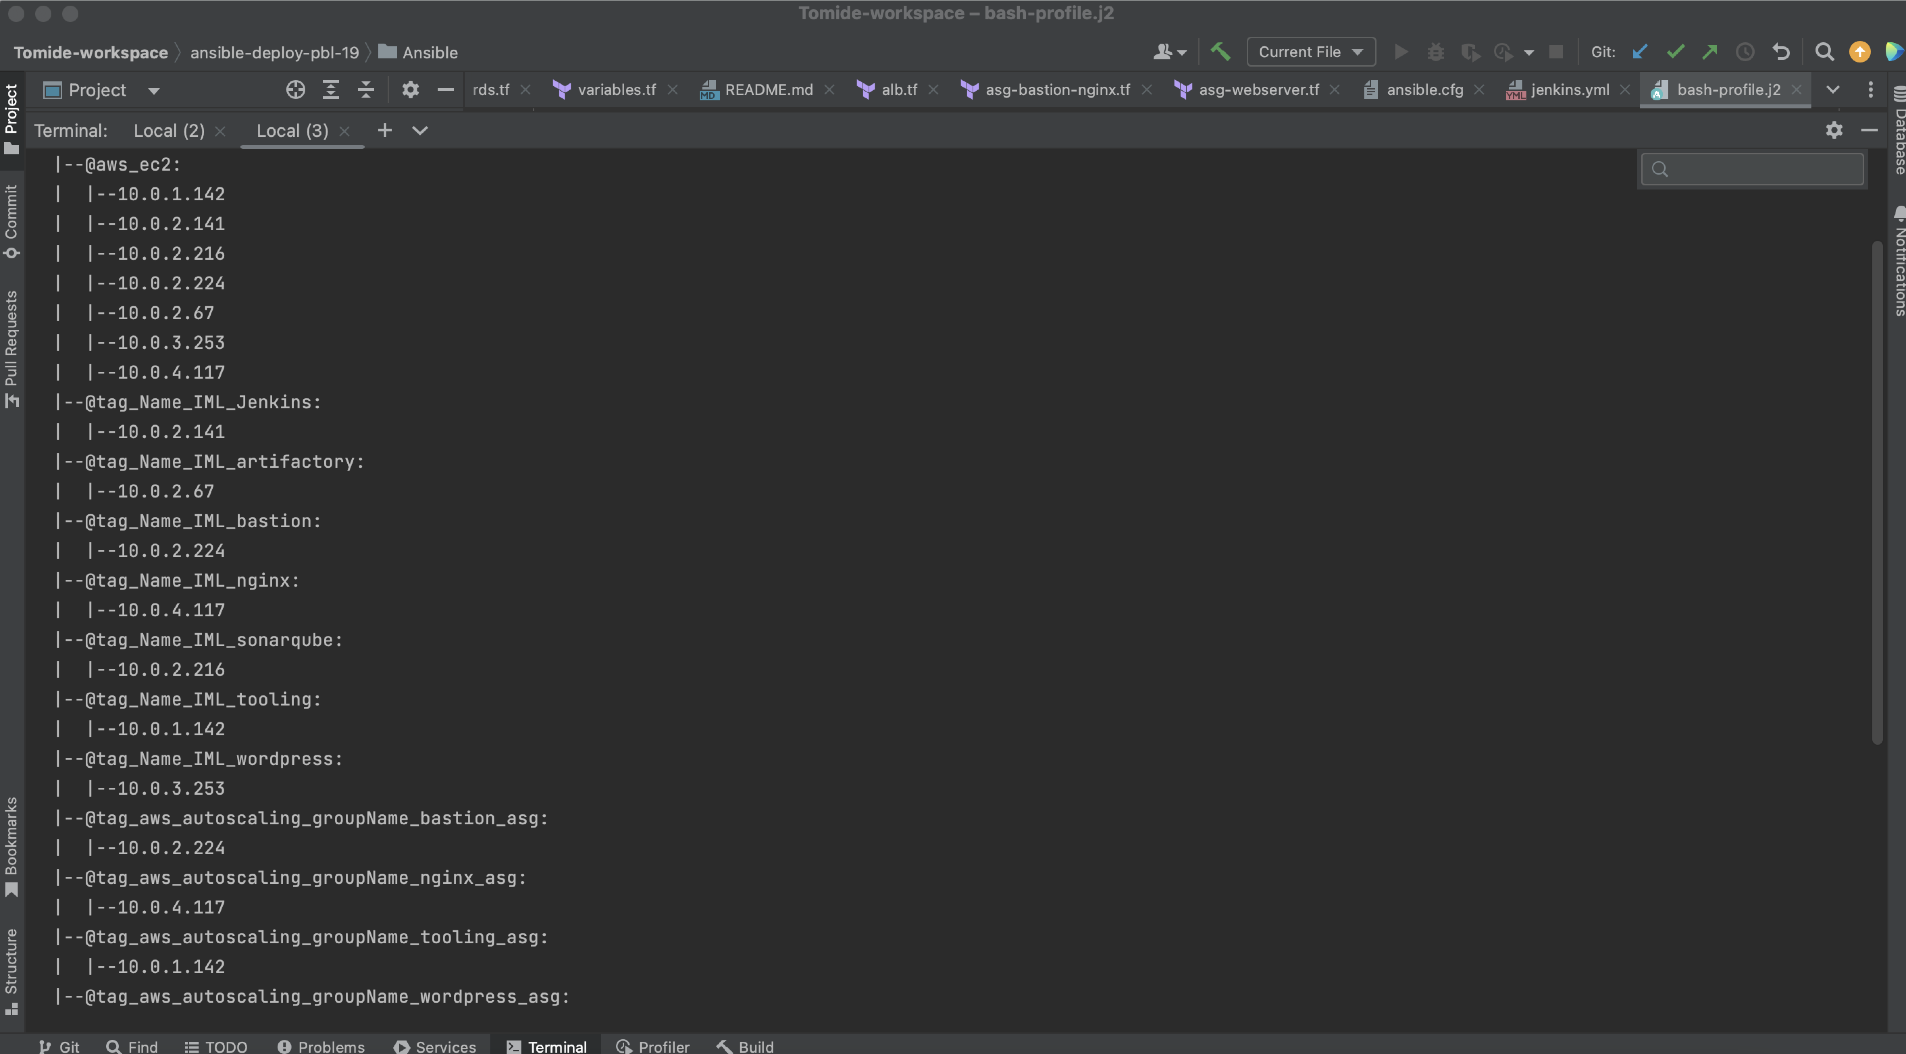 Tomide-workspace – bash-profile.j2
Tomide-workspace ansible-deploy-pbl-19 Ansible Current File Git:
Project rds.tf variables.tf README.md alb.tf asg-bastion-nginx.tf asg-webserver.tf ansible.cfg jenkins.yml bash-profile.j2
Terminal: Local (2) Local (3)
|--@aws_ec2:
| |--10.0.1.142
| |--10.0.2.141
| |--10.0.2.216
| |--10.0.2.224
| |--10.0.2.67
| |--10.0.3.253
| |--10.0.4.117
|--@tag_Name_IML_Jenkins:
| |--10.0.2.141
|--@tag_Name_IML_artifactory:
| |--10.0.2.67
|--@tag_Name_IML_bastion:
| |--10.0.2.224
|--@tag_Name_IML_nginx:
| |--10.0.4.117
|--@tag_Name_IML_sonarqube:
| |--10.0.2.216
|--@tag_Name_IML_tooling:
| |--10.0.1.142
|--@tag_Name_IML_wordpress:
| |--10.0.3.253
|--@tag_aws_autoscaling_groupName_bastion_asg:
| |--10.0.2.224
|--@tag_aws_autoscaling_groupName_nginx_asg:
| |--10.0.4.117
|--@tag_aws_autoscaling_groupName_tooling_asg:
| |--10.0.1.142
|--@tag_aws_autoscaling_groupName_wordpress_asg:
Project
Commit
Pull Requests
Bookmarks
Structure
Database
Notifications
Git Find TODO Problems Services Terminal Profiler Build